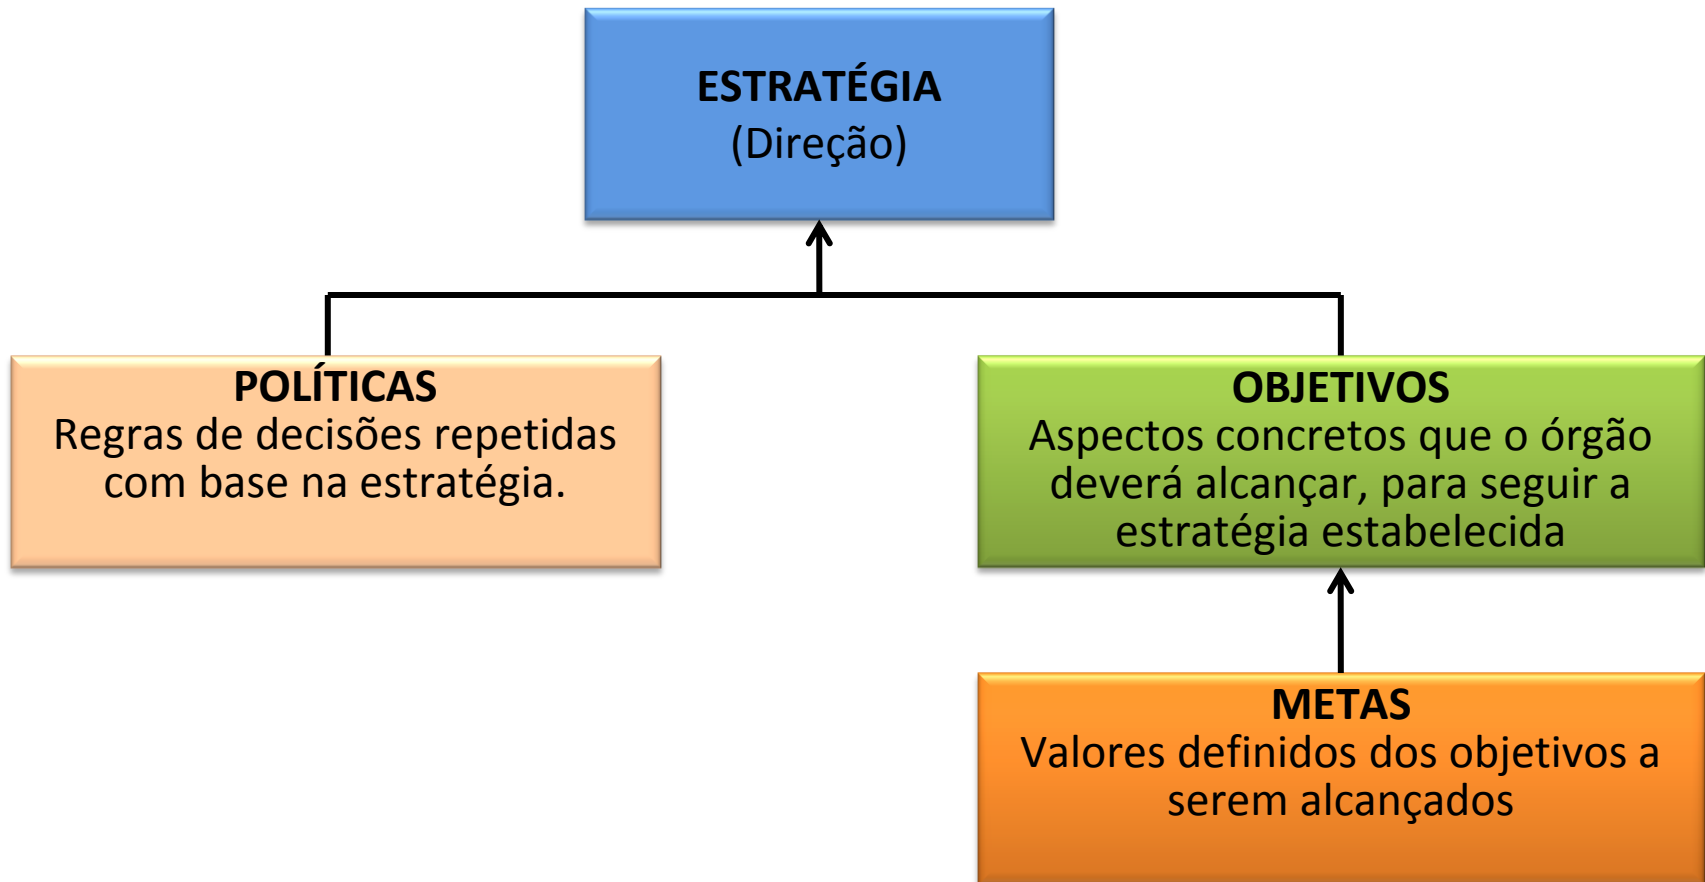 ESTRATÉGIA
(Direção)
POLÍTICAS
Regras de decisões repetidas
com base na estratégia.
OBJETIVOS
Aspectos concretos que o órgão
deverá alcançar, para seguir a
estratégia estabelecida
METAS
Valores definidos dos objetivos a
serem alcançados